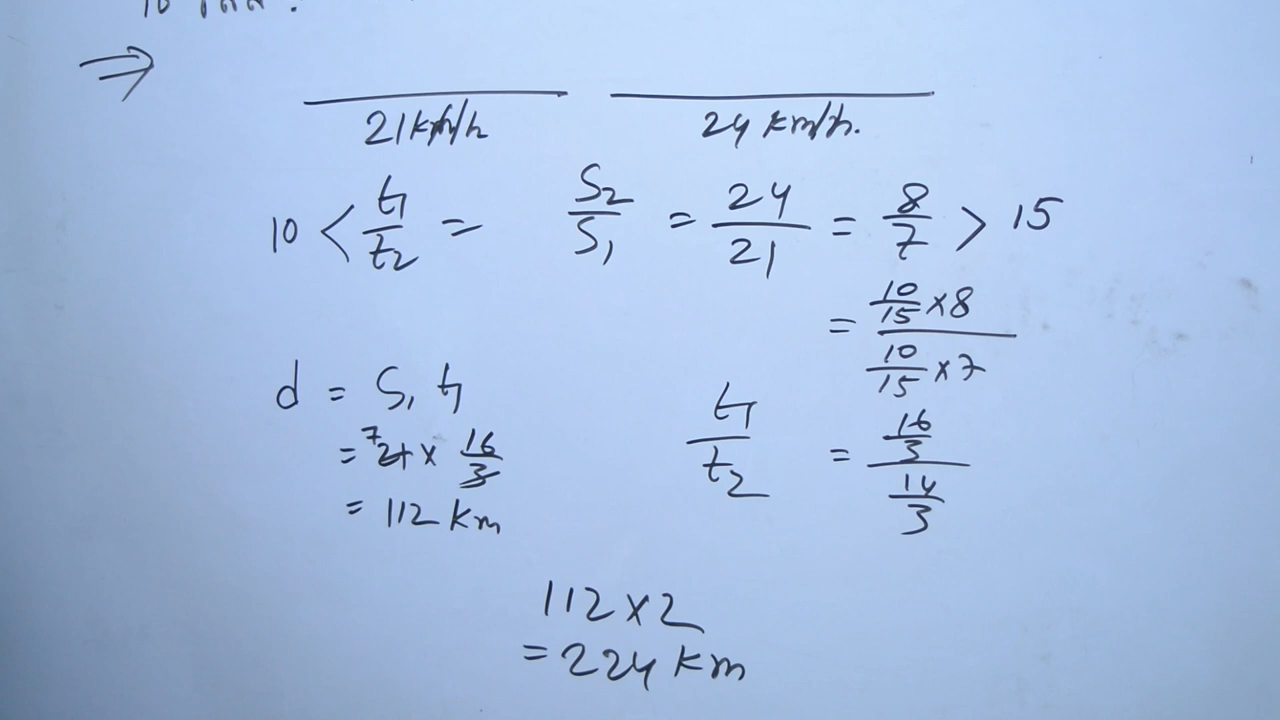 ⇒
21km/h 24 km/h.
10 < t1/t2 = S2/S1 = 24/21 = 8/7 > 15
= (10/15 × 8)/(10/15 × 7)
d = S1 t1
= 21 × 16/3 7
= 112 km
t1/t2 = (16/3)/(14/3)
112 × 2
= 224 km